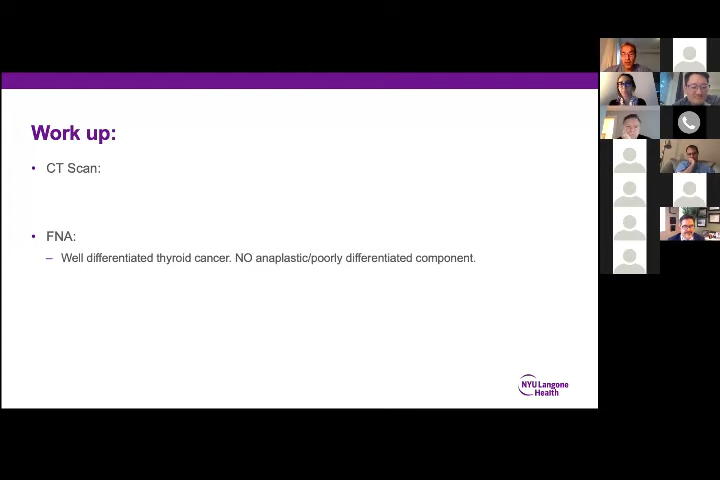 Work up:
• CT Scan:
• FNA:
– Well differentiated thyroid cancer. NO anaplastic/poorly differentiated component.
NYU Langone
Health